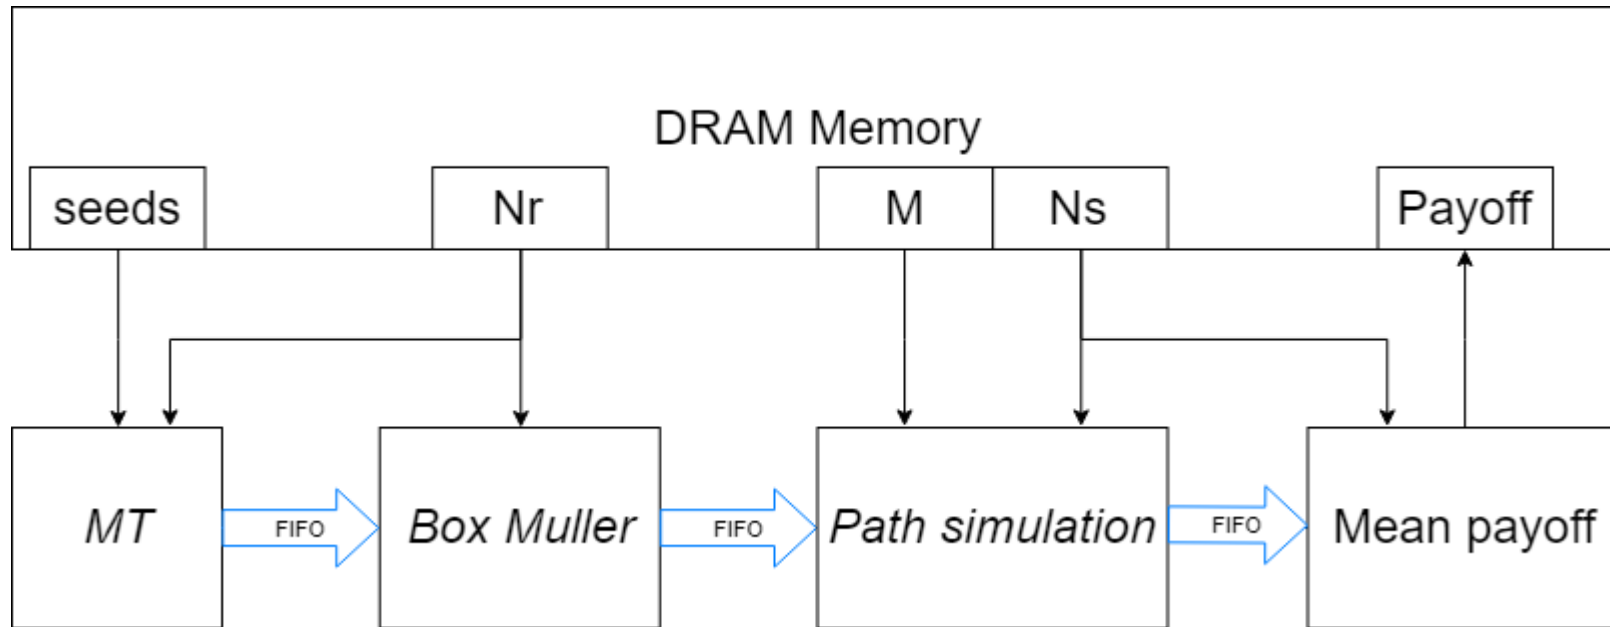 DRAM Memory
seeds
Nr
M
Ns
Payoff
MT
FIFO
Box Muller
FIFO
Path simulation
FIFO
Mean payoff